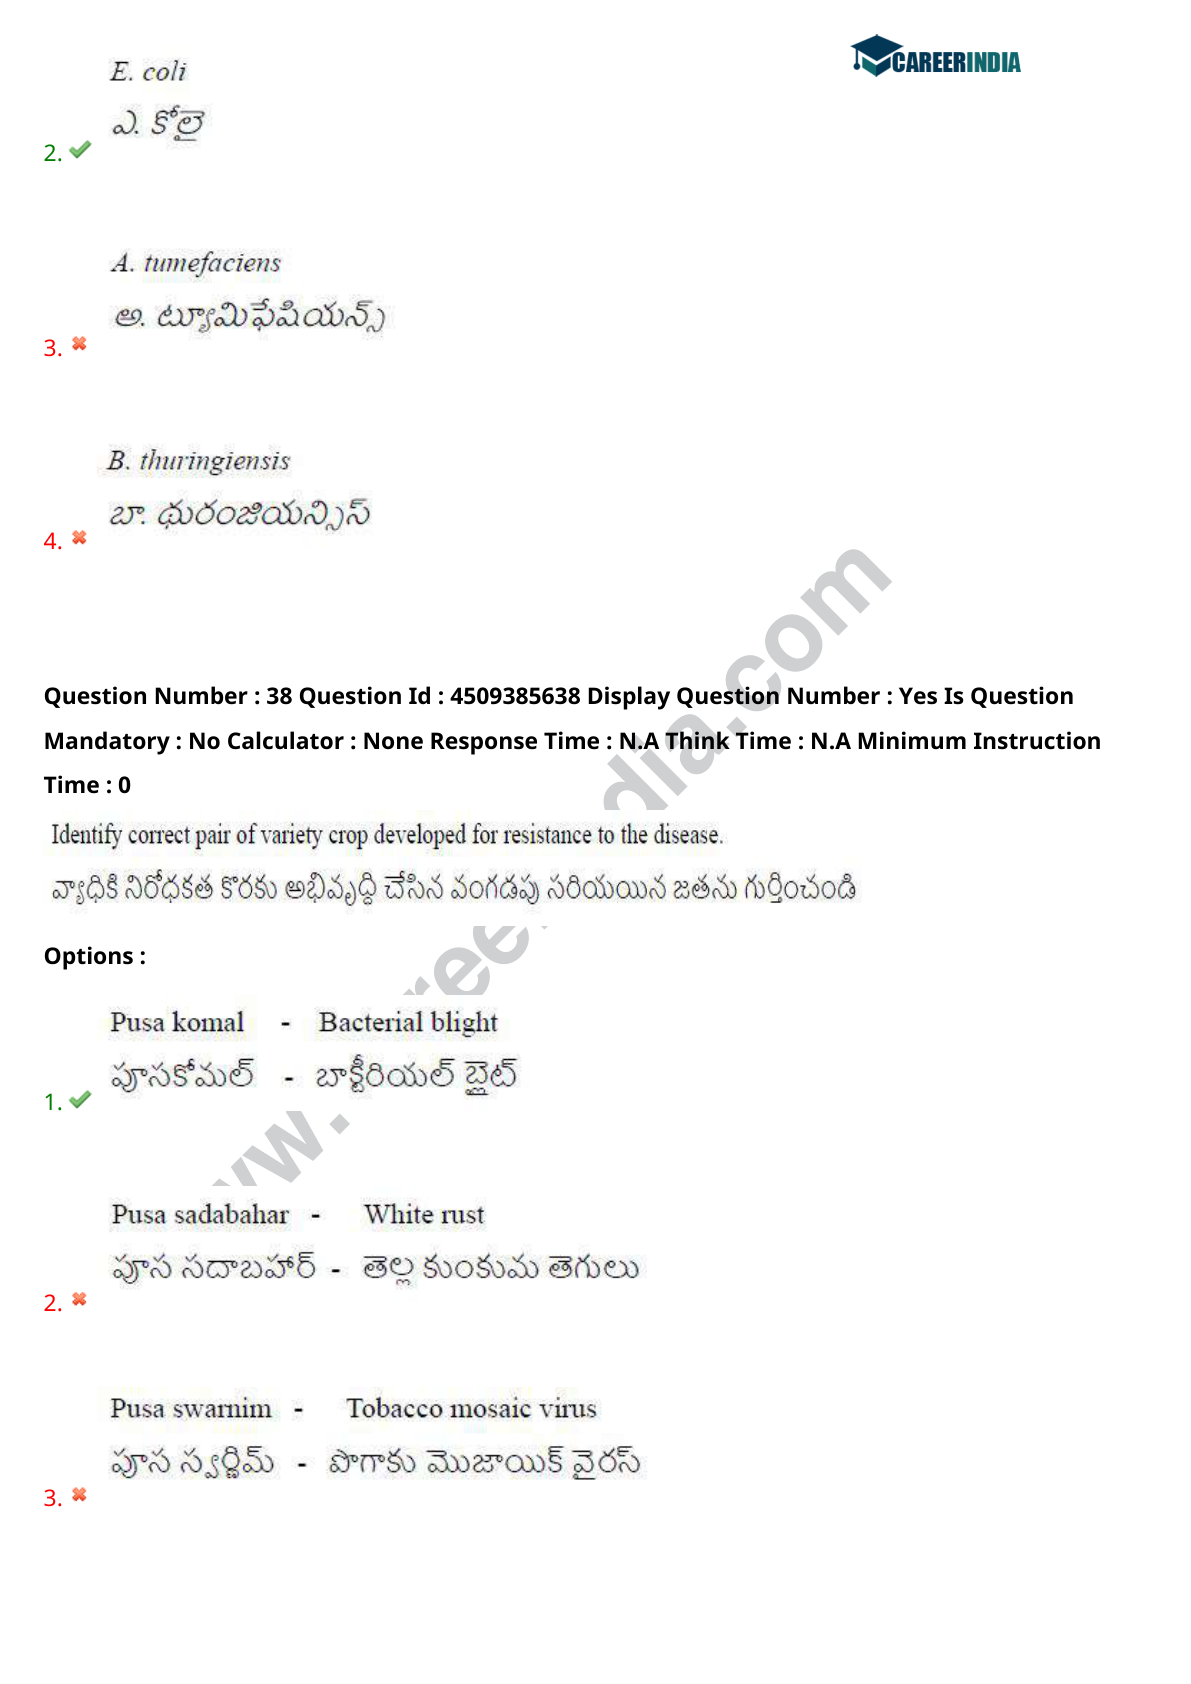 CAREERINDIA
E. coli
ఎ. కోలై
2.
A. tumefaciens
అ. ట్యూమిఫేషియన్స్
3.
B. thuringiensis
బా. థురంజియన్సిస్
4.
Question Number : 38 Question Id : 4509385638 Display Question Number : Yes Is Question
Mandatory : No Calculator : None Response Time : N.A Think Time : N.A Minimum Instruction
Time : 0
Identify correct pair of variety crop developed for resistance to the disease.
వ్యాధికి నిరోధకత కొరకు అభివృద్ధి చేసిన వంగడపు సరియయిన జతను గుర్తించండి
Options :
Pusa komal - Bacterial blight
పూసకోమల్ - బాక్టీరియల్ బ్లైట్
1.
Pusa sadabahar - White rust
పూస సదాబహార్ - తెల్ల కుంకుమ తెగులు
2.
Pusa swarnim - Tobacco mosaic virus
పూస స్వర్ణిమ్ - పొగాకు మొజాయిక్ వైరస్
3.